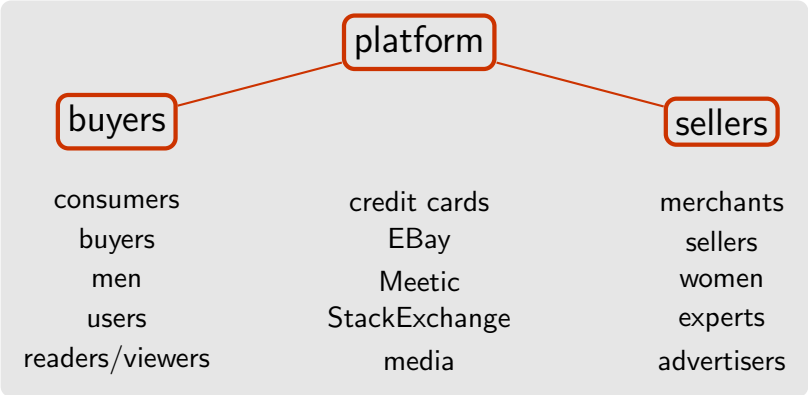 platform
buyers sellers
consumers credit cards merchants
buyers EBay sellers
men Meetic women
users StackExchange experts
readers/viewers media advertisers